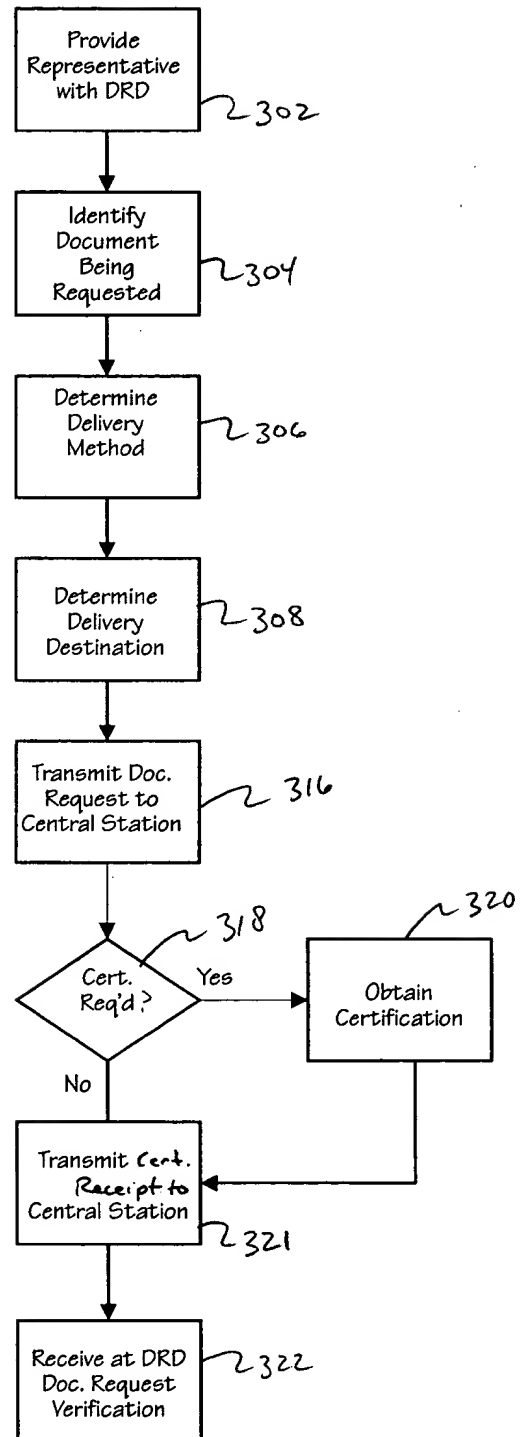 Provide
Representative
with DRD
302
Identify
Document
Being
Requested
304
Determine
Delivery
Method
306
Determine
Delivery
Destination
308
Transmit Doc.
Request to
Central Station
316
318
Cert.
Req'd?
Yes
No
320
Obtain
Certification
Transmit Cert.
Receipt to
Central Station
321
Receive at DRD
Doc. Request
Verification
322